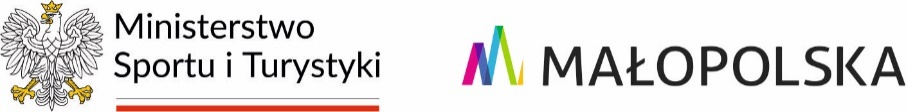 Ministerstwo
Sportu i Turystyki
MAŁOPOLSKA